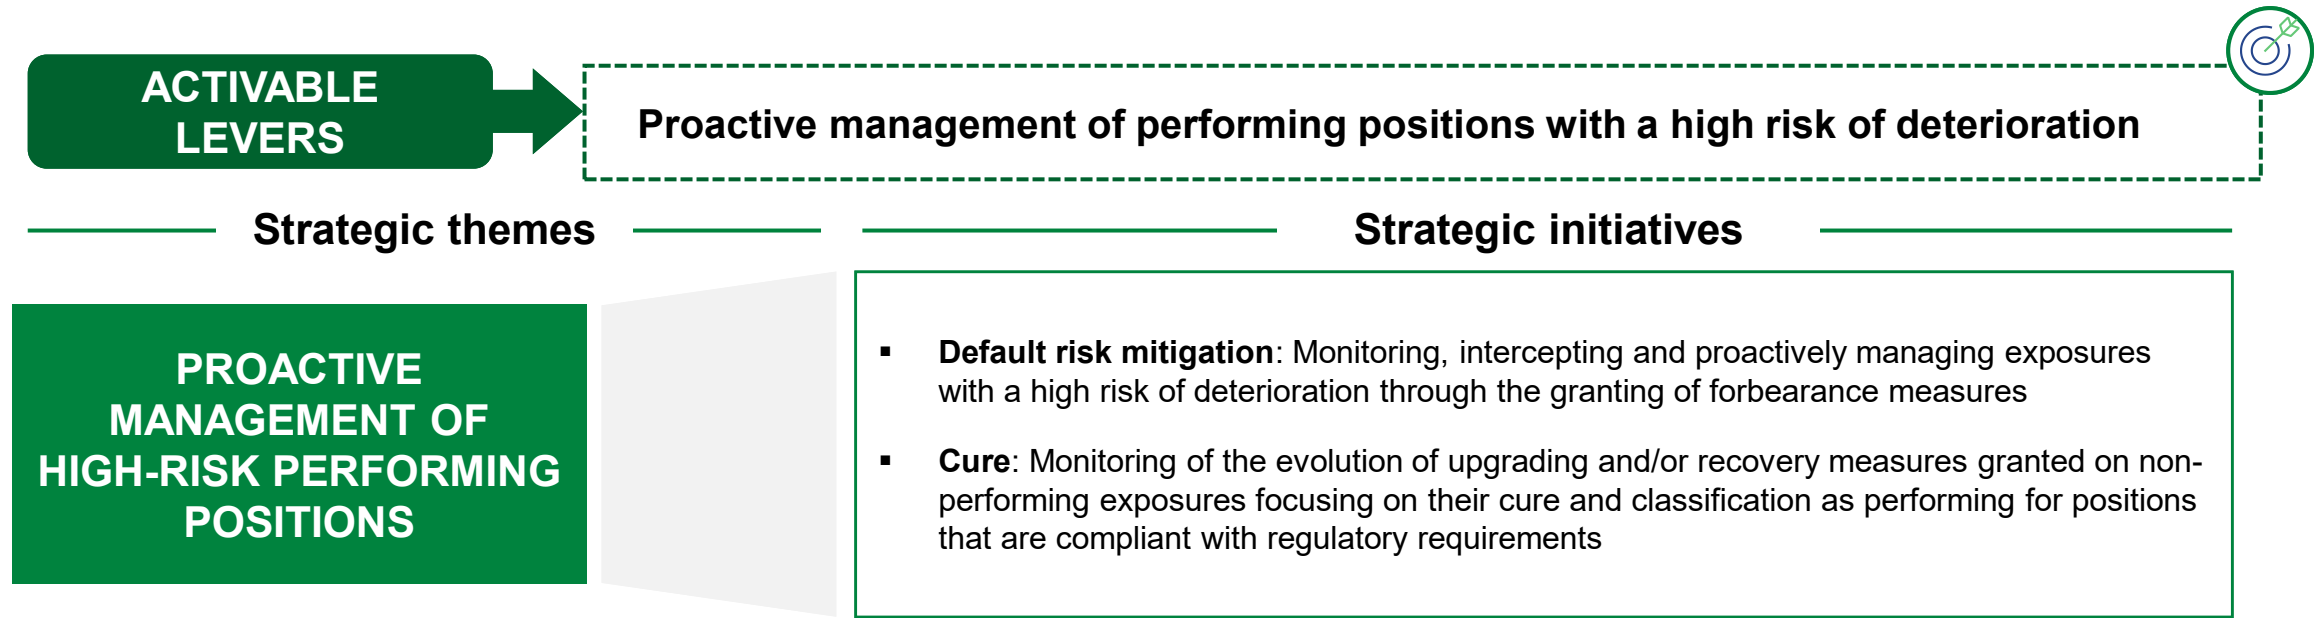 ACTIVABLE
LEVERS
Proactive management of performing positions with a high risk of deterioration
Strategic themes
Strategic initiatives
PROACTIVE
MANAGEMENT OF
HIGH-RISK PERFORMING
POSITIONS
▪ Default risk mitigation: Monitoring, intercepting and proactively managing exposures
with a high risk of deterioration through the granting of forbearance measures
▪ Cure: Monitoring of the evolution of upgrading and/or recovery measures granted on non-
performing exposures focusing on their cure and classification as performing for positions
that are compliant with regulatory requirements